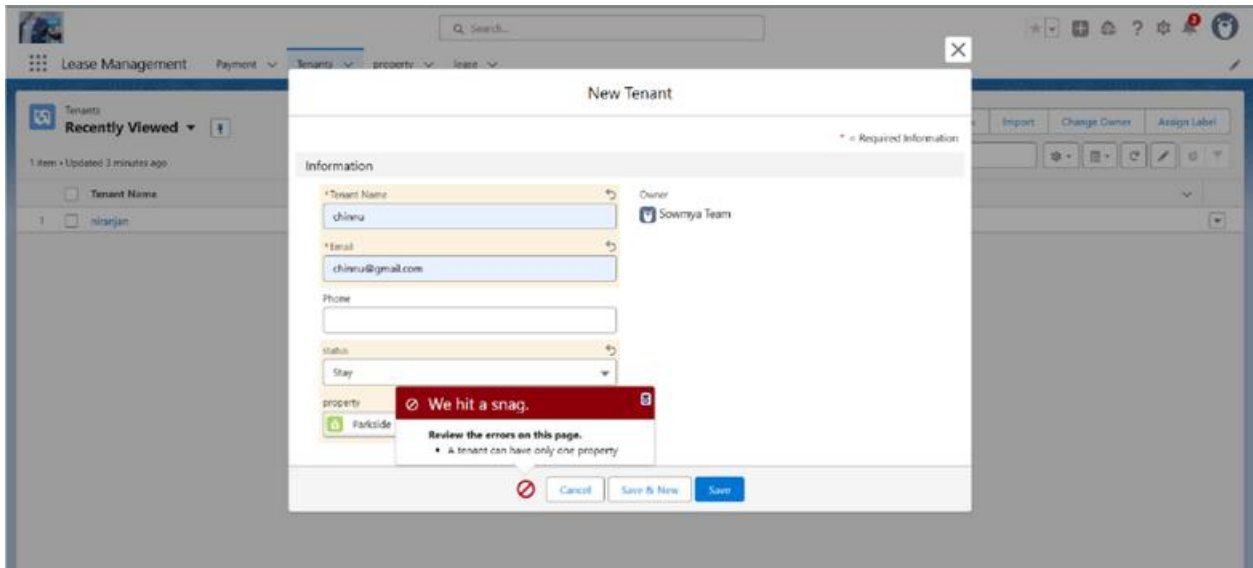 Search...
Lease Management Payment Tenants property lease
New Tenant
Tenants
Recently Viewed
Import Change Owner Assign Label
* = Required Information
1 item • Updated 3 minutes ago
Information
Tenant Name
*Tenant Name
Owner
chinnu
Sowmya Team
1 niranjan
*Email
chinnu@gmail.com
Phone
status
Stay
property
Parkside
We hit a snag.
Review the errors on this page.
• A tenant can have only one property
Cancel Save & New Save